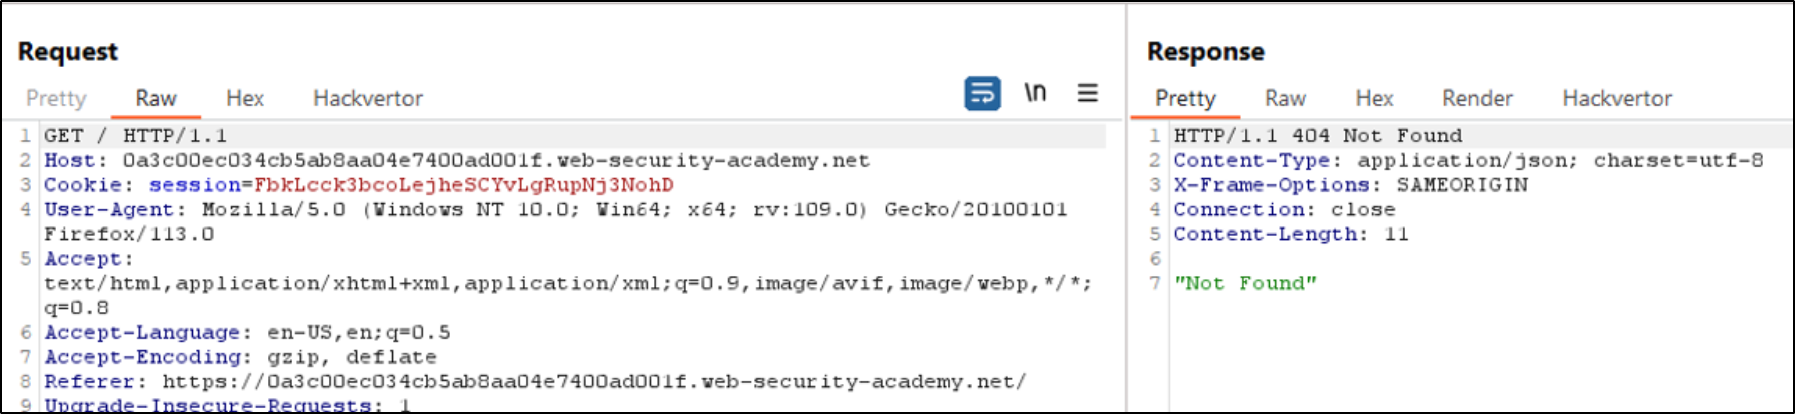 Request
Pretty Raw Hex Hackvertor \n
1 GET / HTTP/1.1
2 Host: 0a3c00ec034cb5ab8aa04e7400ad001f.web-security-academy.net
3 Cookie: session=FbkLcck3bcoLejheSCYvLgRupNj3NohD
4 User-Agent: Mozilla/5.0 (Windows NT 10.0; Win64; x64; rv:109.0) Gecko/20100101
Firefox/113.0
5 Accept:
text/html,application/xhtml+xml,application/xml;q=0.9,image/avif,image/webp,*/*;
q=0.8
6 Accept-Language: en-US,en;q=0.5
7 Accept-Encoding: gzip, deflate
8 Referer: https://0a3c00ec034cb5ab8aa04e7400ad001f.web-security-academy.net/
9 Upgrade-Insecure-Requests: 1
Response
Pretty Raw Hex Render Hackvertor
1 HTTP/1.1 404 Not Found
2 Content-Type: application/json; charset=utf-8
3 X-Frame-Options: SAMEORIGIN
4 Connection: close
5 Content-Length: 11
6
7 "Not Found"